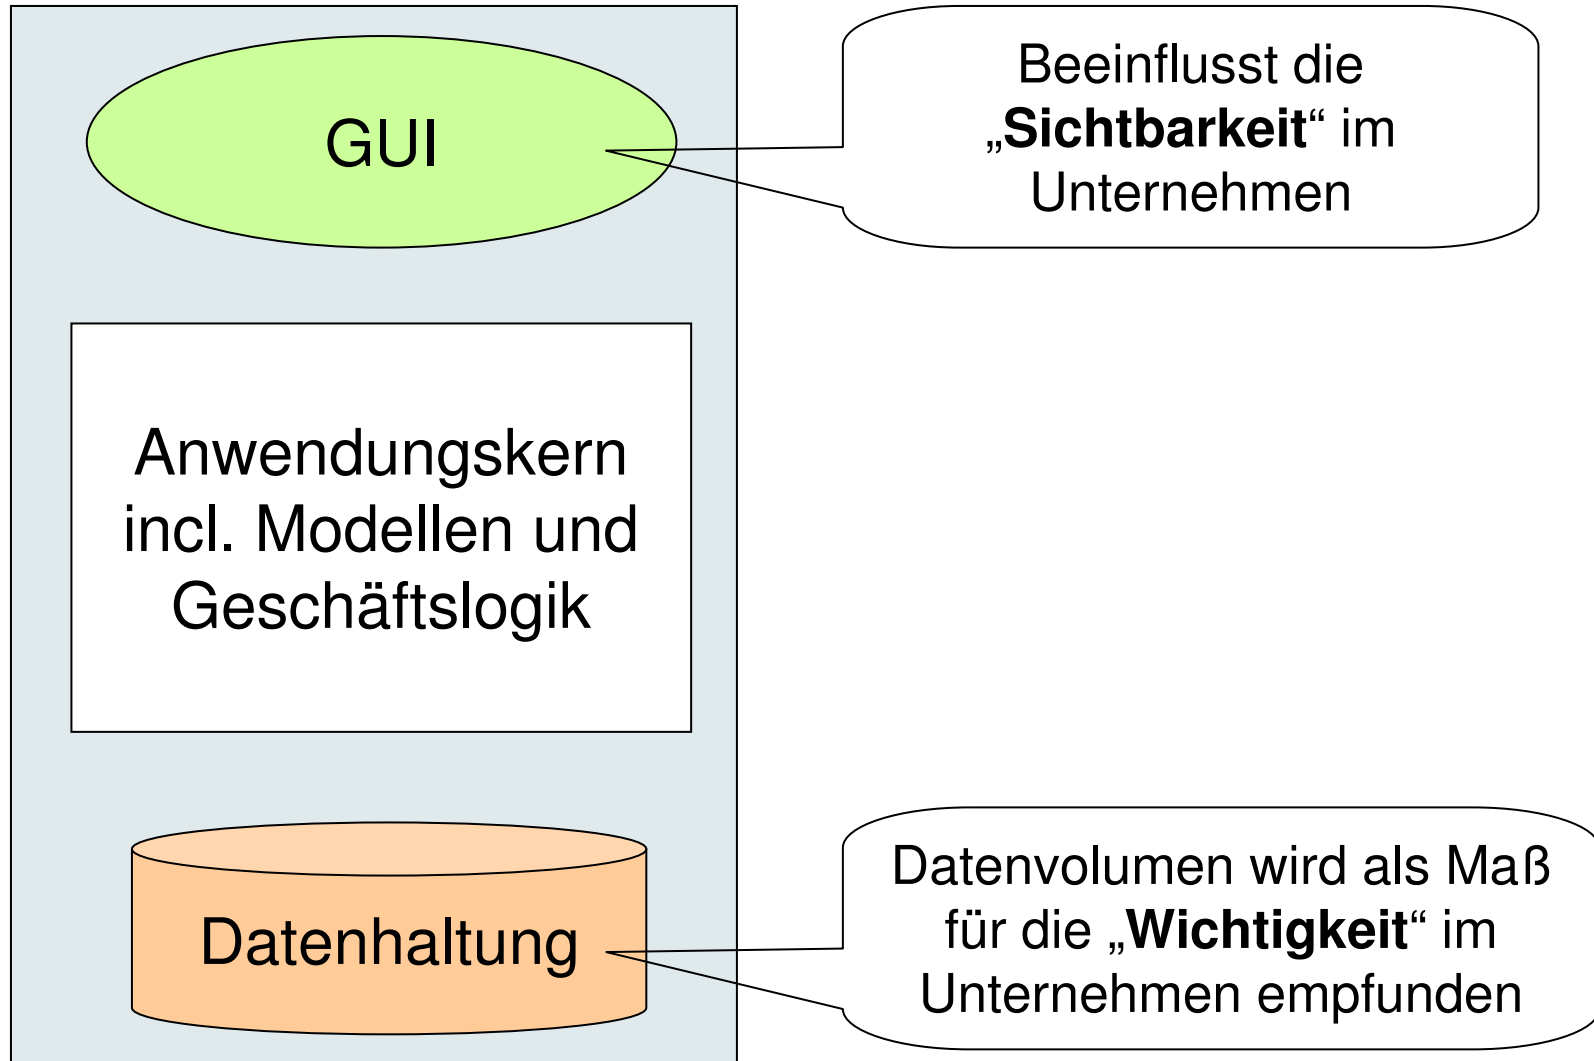 GUI
Beeinflusst die
„Sichtbarkeit“ im
Unternehmen
Anwendungskern
incl. Modellen und
Geschäftslogik
Datenhaltung
Datenvolumen wird als Maß
für die „Wichtigkeit“ im
Unternehmen empfunden